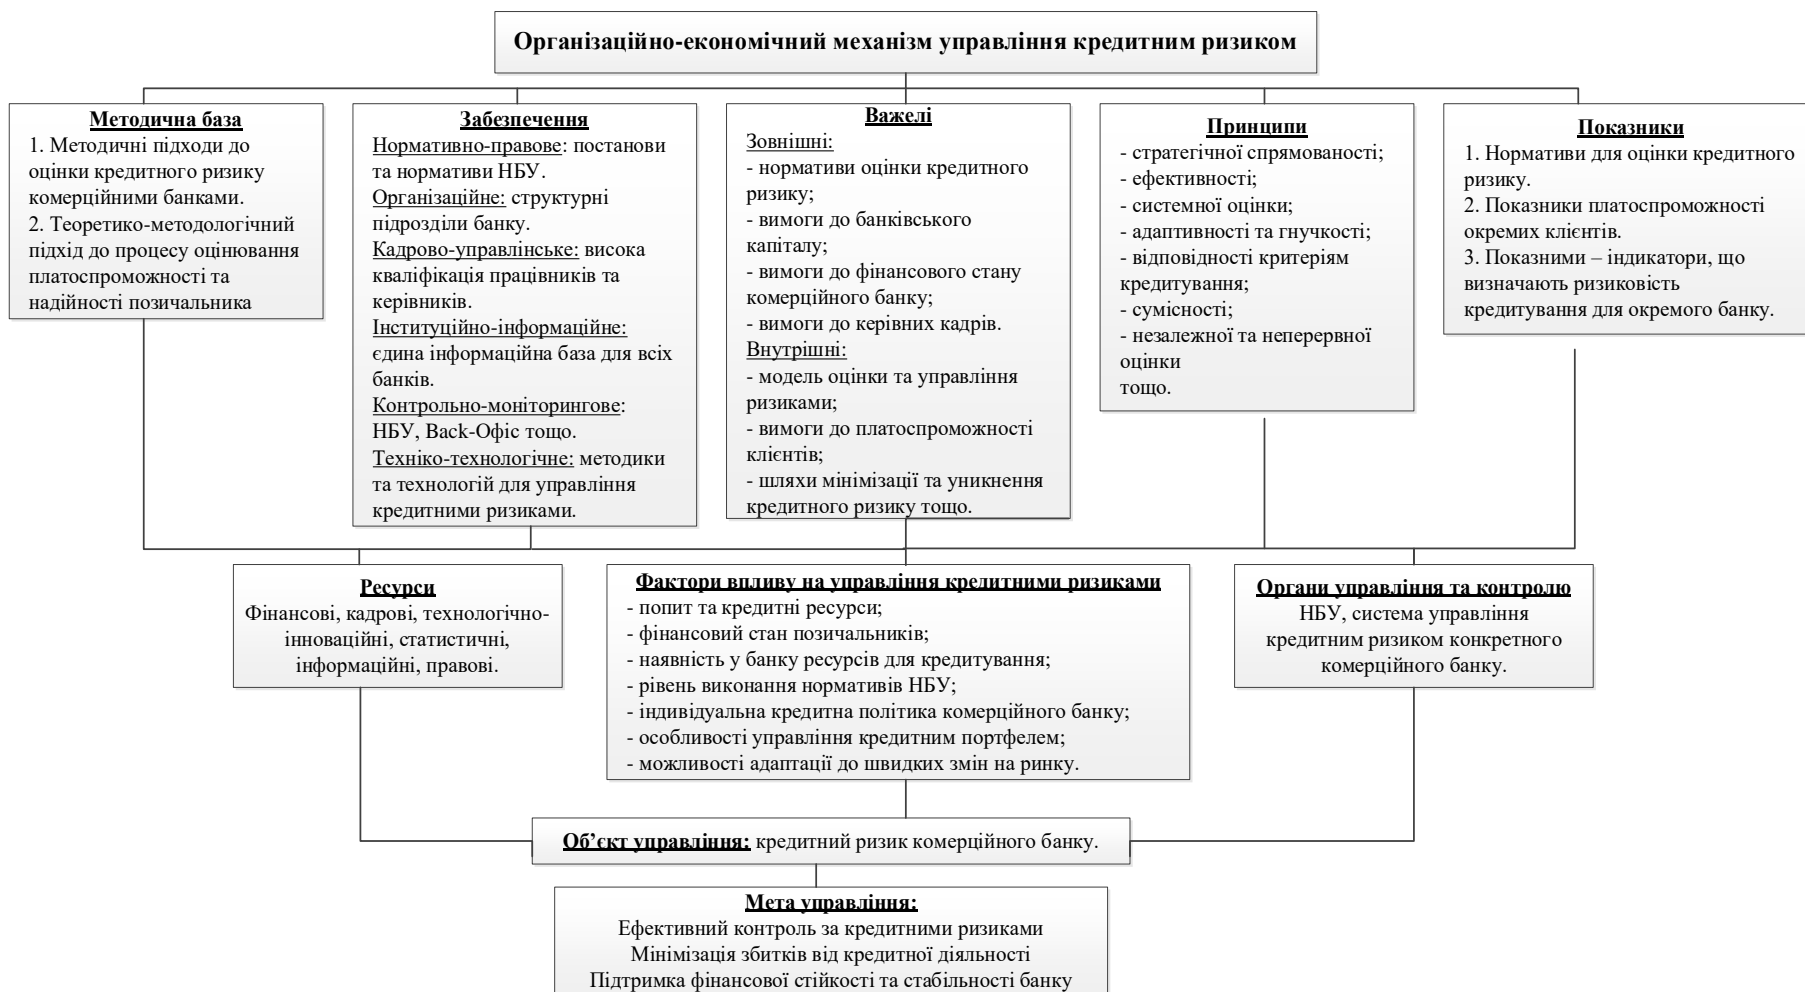 Організаційно-економічний механізм управління кредитним ризиком
Методична база
1. Методичні підходи до
оцінки кредитного ризику
комерційними банками.
2. Теоретико-методологічний
підхід до процесу оцінювання
платоспроможності та
надійності позичальника
Забезпечення
Нормативно-правове: постанови
та нормативи НБУ.
Організаційне: структурні
підрозділи банку.
Кадрово-управлінське: висока
кваліфікація працівників та
керівників.
Інституційно-інформаційне:
єдина інформаційна база для всіх
банків.
Контрольно-моніторингове:
НБУ, Back-Офіс тощо.
Техніко-технологічне: методики
та технологій для управління
кредитними ризиками.
Важелі
Зовнішні:
- нормативи оцінки кредитного
ризику;
- вимоги до банківського
капіталу;
- вимоги до фінансового стану
комерційного банку;
- вимоги до керівних кадрів.
Внутрішні:
- модель оцінки та управління
ризиками;
- вимоги до платоспроможності
клієнтів;
- шляхи мінімізації та уникнення
кредитного ризику тощо.
Принципи
- стратегічної спрямованості;
- ефективності;
- системної оцінки;
- адаптивності та гнучкості;
- відповідності критеріям
кредитування;
- сумісності;
- незалежної та неперервної
оцінки
тощо.
Показники
1. Нормативи для оцінки кредитного
ризику.
2. Показники платоспроможності
окремих клієнтів.
3. Показними – індикатори, що
визначають ризиковість
кредитування для окремого банку.
Ресурси
Фінансові, кадрові, технологічно-
інноваційні, статистичні,
інформаційні, правові.
Фактори впливу на управління кредитними ризиками
- попит та кредитні ресурси;
- фінансовий стан позичальників;
- наявність у банку ресурсів для кредитування;
- рівень виконання нормативів НБУ;
- індивідуальна кредитна політика комерційного банку;
- особливості управління кредитним портфелем;
- можливості адаптації до швидких змін на ринку.
Органи управління та контролю
НБУ, система управління
кредитним ризиком конкретного
комерційного банку.
Об’єкт управління: кредитний ризик комерційного банку.
Мета управління:
Ефективний контроль за кредитними ризиками
Мінімізація збитків від кредитної діяльності
Підтримка фінансової стійкості та стабільності банку